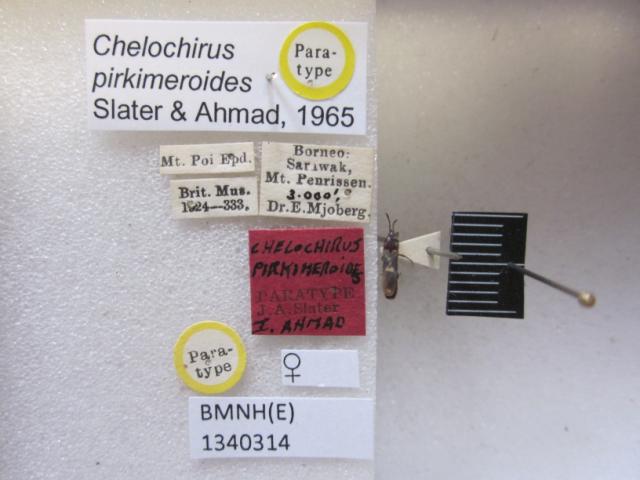 Chelochirus
pirkimeroides
Slater & Ahmad, 1965
Para-
type
Mt. Poi Epd.
Brit. Mus.
1924—333.
Borneo:
Sarawak,
Mt. Penrissen.
3.000',
Dr.E.Mjoberg.
CHELOCHIRUS
PIRKIMEROIDES
PARATYPE
J.A.Slater
I. AHMAD
Para-
type
♀
BMNH(E)
1340314